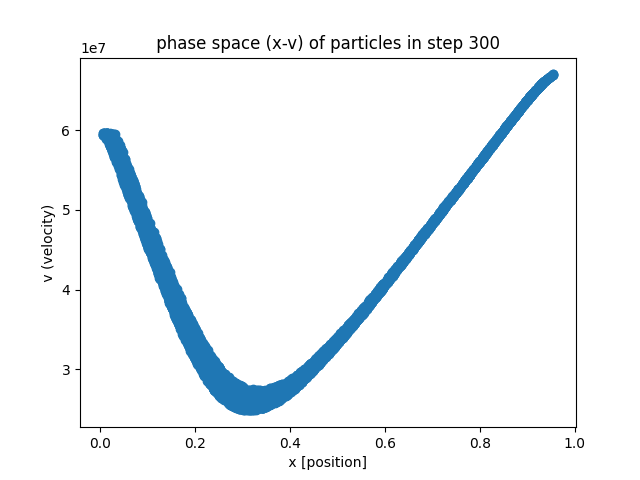 phase space (x-v) of particles in step 300
1e7
6
5
4
3
v (velocity)
0.0 0.2 0.4 0.6 0.8 1.0
x [position]